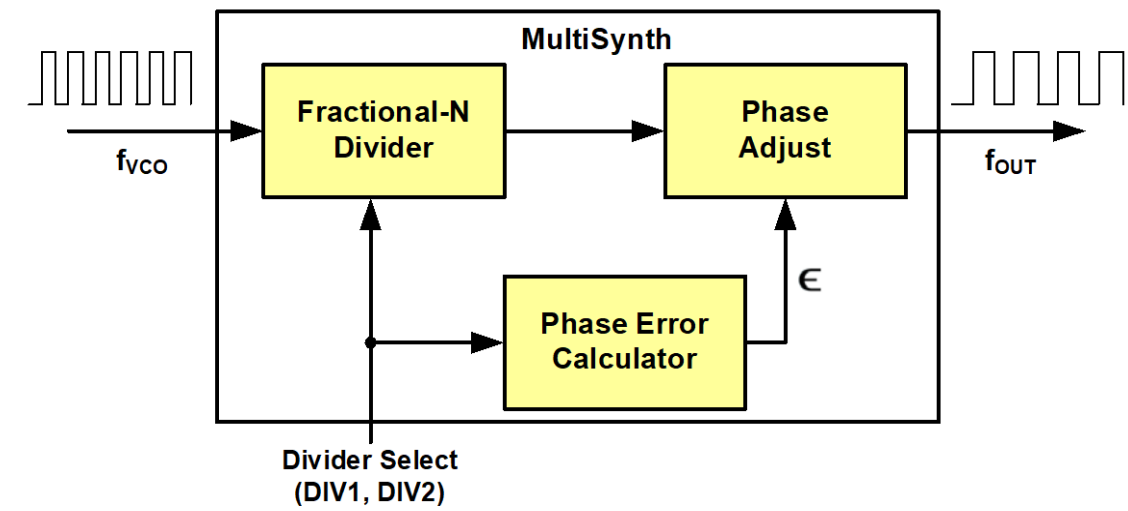 MultiSynth
Fractional-N
Divider
Phase
Adjust
fVCO
fOUT
ϵ
Phase Error
Calculator
Divider Select
(DIV1, DIV2)